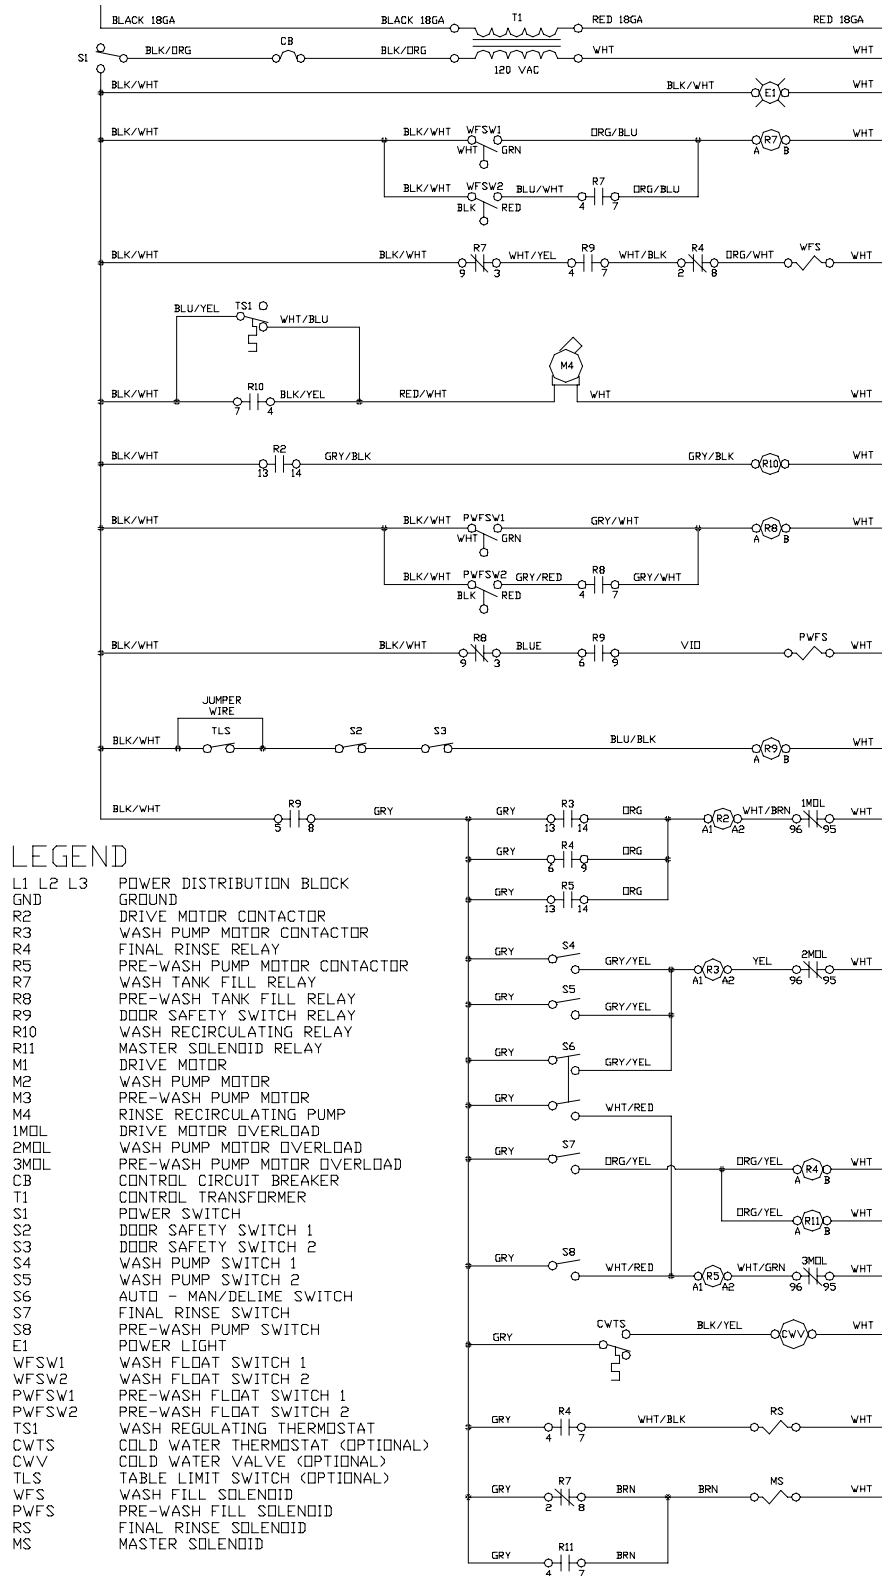 BLACK 18GA BLACK 18GA T1 RED 18GA RED 18GA
S1 BLK/ORG CB BLK/ORG 120 VAC WHT WHT
BLK/WHT BLK/WHT E1 WHT
BLK/WHT BLK/WHT WFSW1 ORG/BLU R7 WHT
WHT GRN A B
BLK/WHT WFSW2 BLU/WHT R7 ORG/BLU
BLK RED 4 7
BLK/WHT BLK/WHT R7 WHT/YEL R9 WHT/BLK R4 ORG/WHT WFS WHT
9 3 4 7 2 8
BLU/YEL TS1 WHT/BLU
M4
BLK/WHT R10 BLK/YEL RED/WHT WHT WHT
7 4
BLK/WHT R2 GRY/BLK GRY/BLK R10 WHT
13 14
BLK/WHT BLK/WHT PWFSW1 GRY/WHT R8 WHT
WHT GRN A B
BLK/WHT PWFSW2 GRY/RED R8 GRY/WHT
BLK RED 4 7
BLK/WHT BLK/WHT R8 BLUE R9 VIO PWFS WHT
9 3 6 9
JUMPER
WIRE
BLK/WHT TLS S2 S3 BLU/BLK R9 WHT
A B
BLK/WHT R9 GRY GRY R3 ORG R2 WHT/BRN 1MOL WHT
5 8 13 14 A1 A2 96 95
GRY R4 ORG
6 9
GRY R5 ORG
13 14
GRY S4 GRY/YEL R3 YEL 2MOL WHT
A1 A2 96 95
GRY S5 GRY/YEL
GRY S6 GRY/YEL
GRY WHT/RED
GRY S7 ORG/YEL ORG/YEL R4 WHT
A B
ORG/YEL R11 WHT
A B
GRY S8 WHT/RED R5 WHT/GRN 3MOL WHT
A1 A2 96 95
GRY CWTS BLK/YEL CWV WHT
GRY R4 WHT/BLK RS WHT
4 7
GRY R7 BRN BRN MS WHT
2 8
GRY R11 BRN
4 7
LEGEND
L1 L2 L3 POWER DISTRIBUTION BLOCK
GND GROUND
R2 DRIVE MOTOR CONTACTOR
R3 WASH PUMP MOTOR CONTACTOR
R4 FINAL RINSE RELAY
R5 PRE-WASH PUMP MOTOR CONTACTOR
R7 WASH TANK FILL RELAY
R8 PRE-WASH TANK FILL RELAY
R9 DOOR SAFETY SWITCH RELAY
R10 WASH RECIRCULATING RELAY
R11 MASTER SOLENOID RELAY
M1 DRIVE MOTOR
M2 WASH PUMP MOTOR
M3 PRE-WASH PUMP MOTOR
M4 RINSE RECIRCULATING PUMP
1MOL DRIVE MOTOR OVERLOAD
2MOL WASH PUMP MOTOR OVERLOAD
3MOL PRE-WASH PUMP MOTOR OVERLOAD
CB CONTROL CIRCUIT BREAKER
T1 CONTROL TRANSFORMER
S1 POWER SWITCH
S2 DOOR SAFETY SWITCH 1
S3 DOOR SAFETY SWITCH 2
S4 WASH PUMP SWITCH 1
S5 WASH PUMP SWITCH 2
S6 AUTO - MAN/DELIME SWITCH
S7 FINAL RINSE SWITCH
S8 PRE-WASH PUMP SWITCH
E1 POWER LIGHT
WFSW1 WASH FLOAT SWITCH 1
WFSW2 WASH FLOAT SWITCH 2
PWFSW1 PRE-WASH FLOAT SWITCH 1
PWFSW2 PRE-WASH FLOAT SWITCH 2
TS1 WASH REGULATING THERMOSTAT
CWTS COLD WATER THERMOSTAT (OPTIONAL)
CWV COLD WATER VALVE (OPTIONAL)
TLS TABLE LIMIT SWITCH (OPTIONAL)
WFS WASH FILL SOLENOID
PWFS PRE-WASH FILL SOLENOID
RS FINAL RINSE SOLENOID
MS MASTER SOLENOID